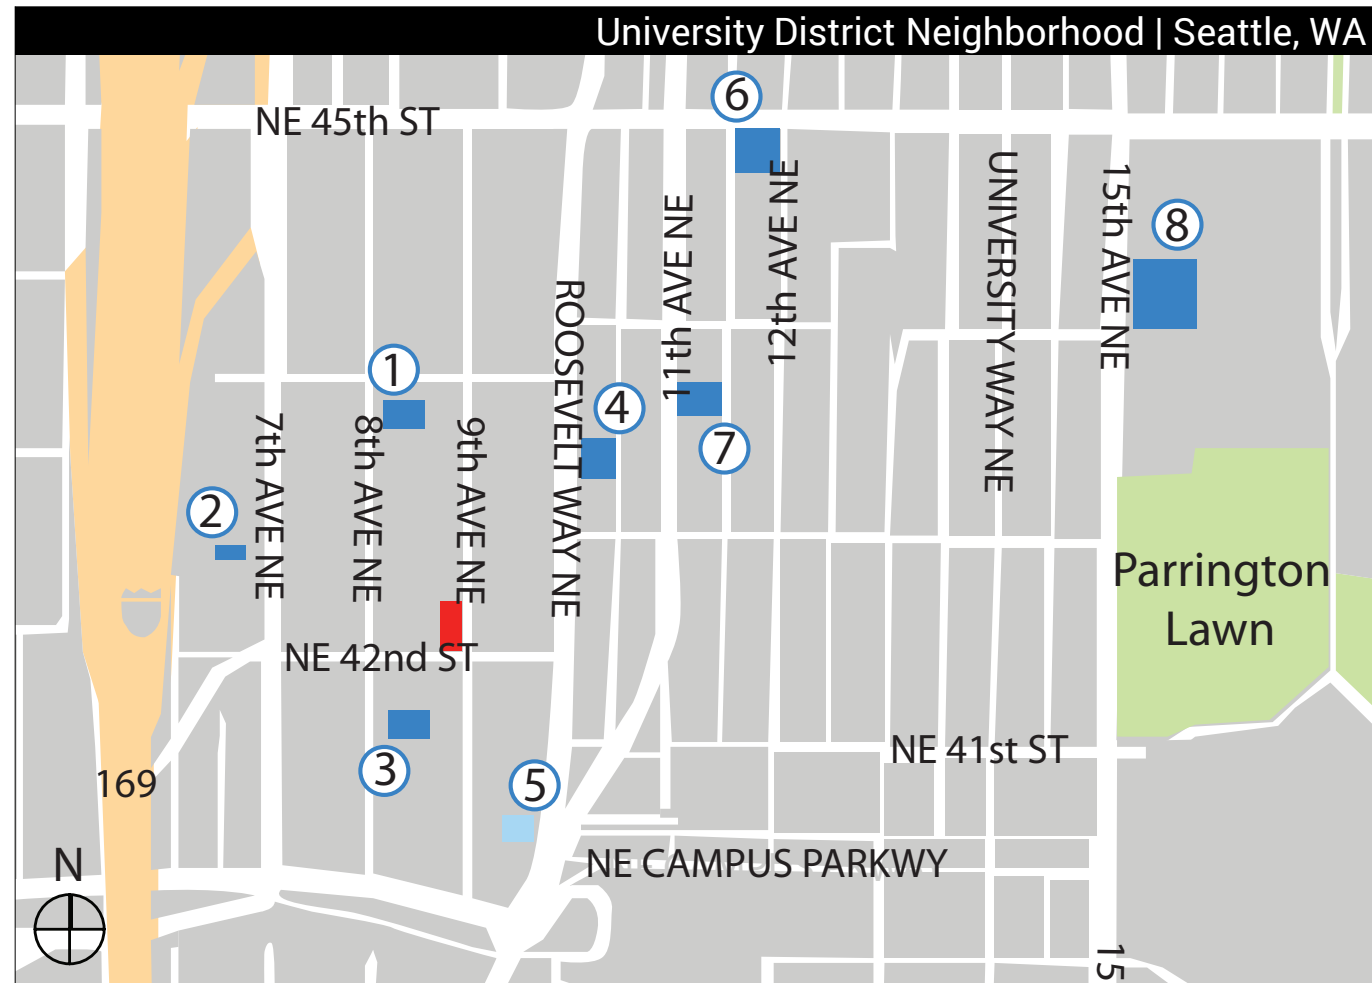 University District Neighborhood | Seattle, WA
6
NE 45th ST
UNIVERSITY WAY NE
15th AVE NE
12th AVE NE
11th AVE NE
8
ROOSEVELT WAY NE
1
4
7
7th AVE NE
8th AVE NE
9th AVE NE
2
Parrington
Lawn
NE 42nd ST
NE 41st ST
3
5
169
NE CAMPUS PARKWY
N
15